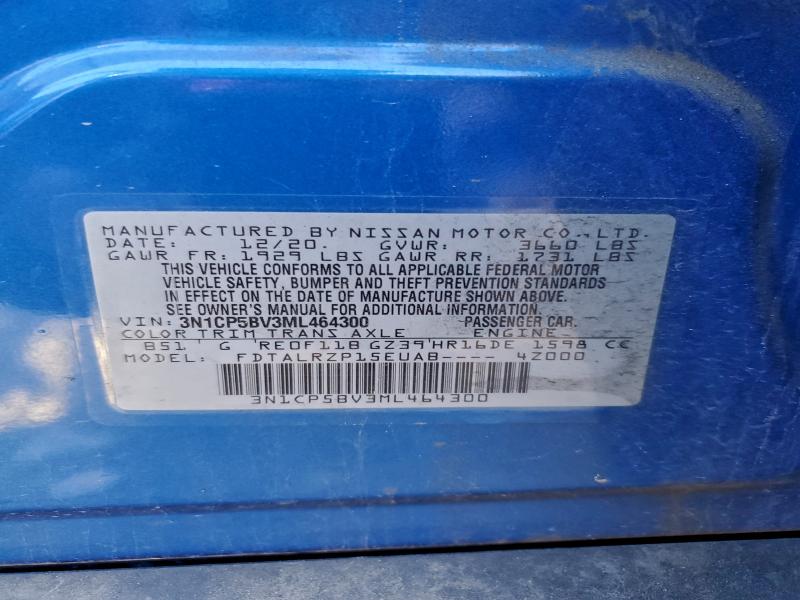 MANUFACTURED BY NISSAN MOTOR CO., LTD.
DATE: 12/20. GVWR: 3660 LBS
GAWR FR: 1929 LBS GAWR RR: 1731 LBS
THIS VEHICLE CONFORMS TO ALL APPLICABLE FEDERAL MOTOR
VEHICLE SAFETY, BUMPER AND THEFT PREVENTION STANDARDS
IN EFFECT ON THE DATE OF MANUFACTURE SHOWN ABOVE.
SEE OWNER'S MANUAL FOR ADDITIONAL INFORMATION.
VIN: 3N1CP5BV3ML464300 PASSENGER CAR.
COLOR TRIM TRANS AXLE ENGINE
B51 G RE0F11B GZ39 HR16DE 1598 CC
MODEL: FDTALRZP15EUAB---- 4Z000
3N1CP5BV3ML464300